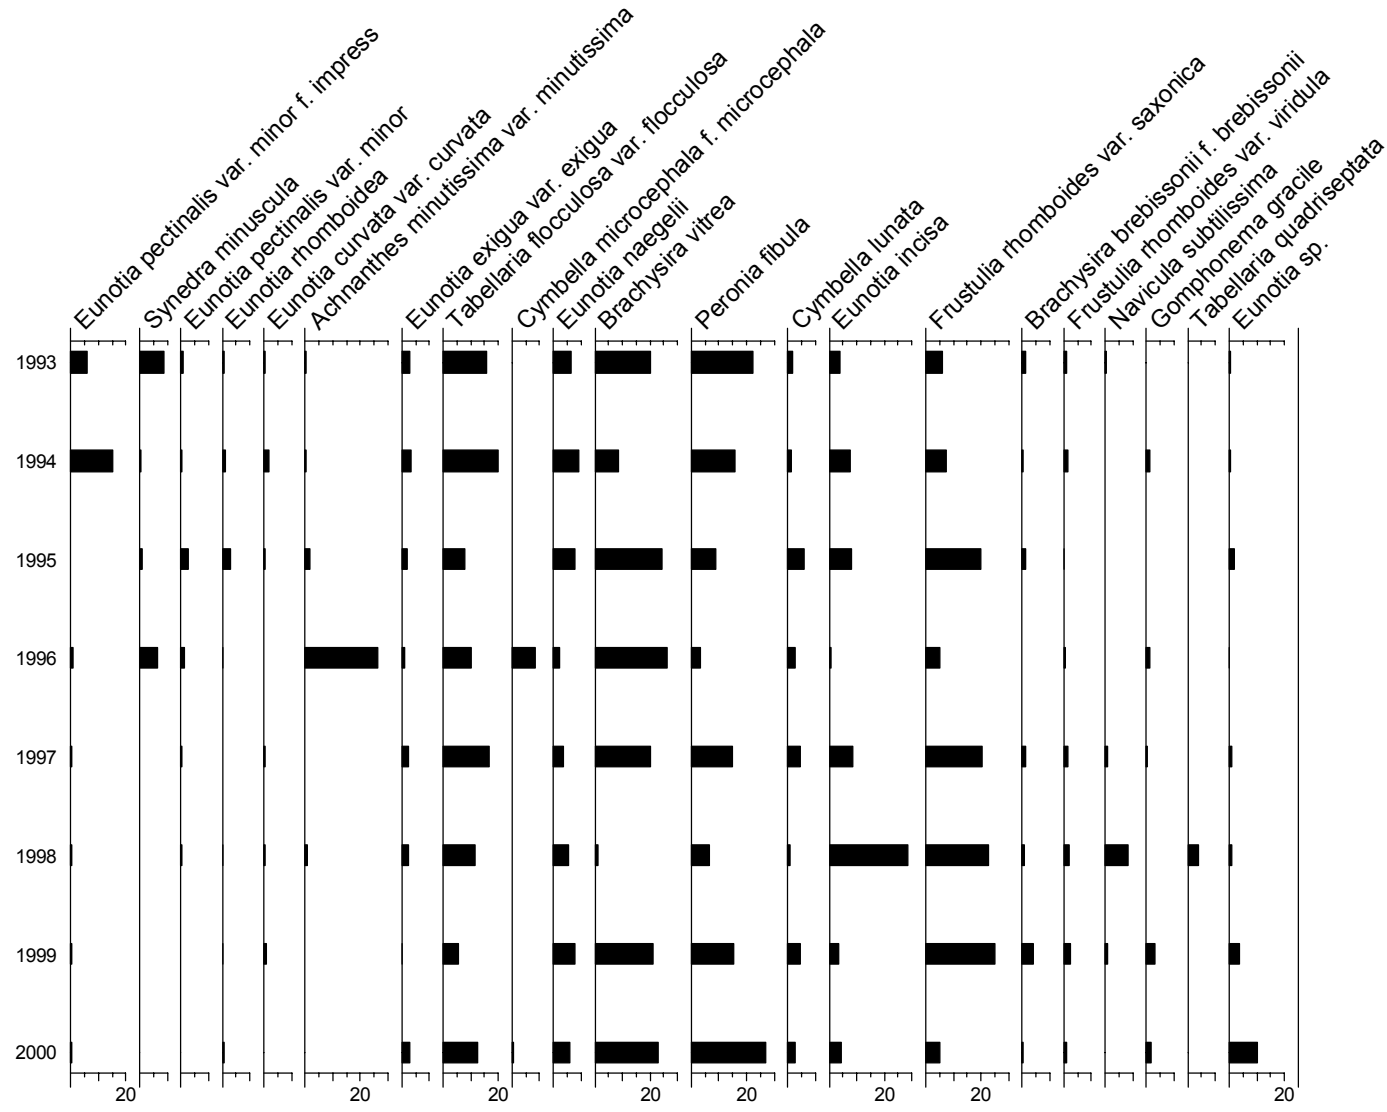 Eunotia pectinalis var. minor f. impress
Synedra minuscula
Eunotia pectinalis var. minor
Eunotia rhomboidea
Eunotia curvata var. curvata
Achnanthes minutissima var. minutissima
Eunotia exigua var. exigua
Tabellaria flocculosa var. flocculosa
Cymbella microcephala f. microcephala
Eunotia naegelii
Brachysira vitrea
Peronia fibula
Cymbella lunata
Eunotia incisa
Frustulia rhomboides var. saxonica
Brachysira brebissonii f. brebissonii
Frustulia rhomboides var. viridula
Navicula subtilissima
Gomphonema gracile
Tabellaria quadriseptata
Eunotia sp.
1993
1994
1995
1996
1997
1998
1999
2000
20 20 20 20 20 20 20 20